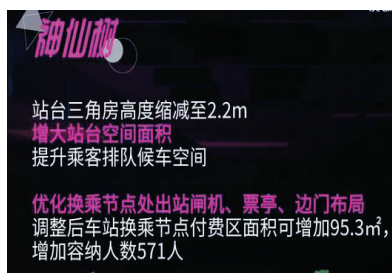 神仙树
站台三角房高度缩减至2.2m
增大站台空间面积
提升乘客排队候车空间
优化换乘节点处出站闸机、票亭、边门布局
调整后车站换乘节点付费区面积可增加95.3㎡，
增加容纳人数571人